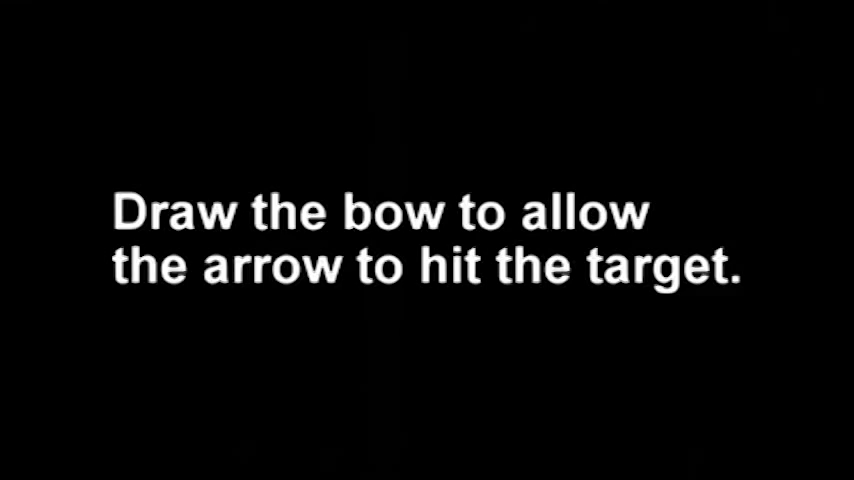 Draw the bow to allow
the arrow to hit the target.